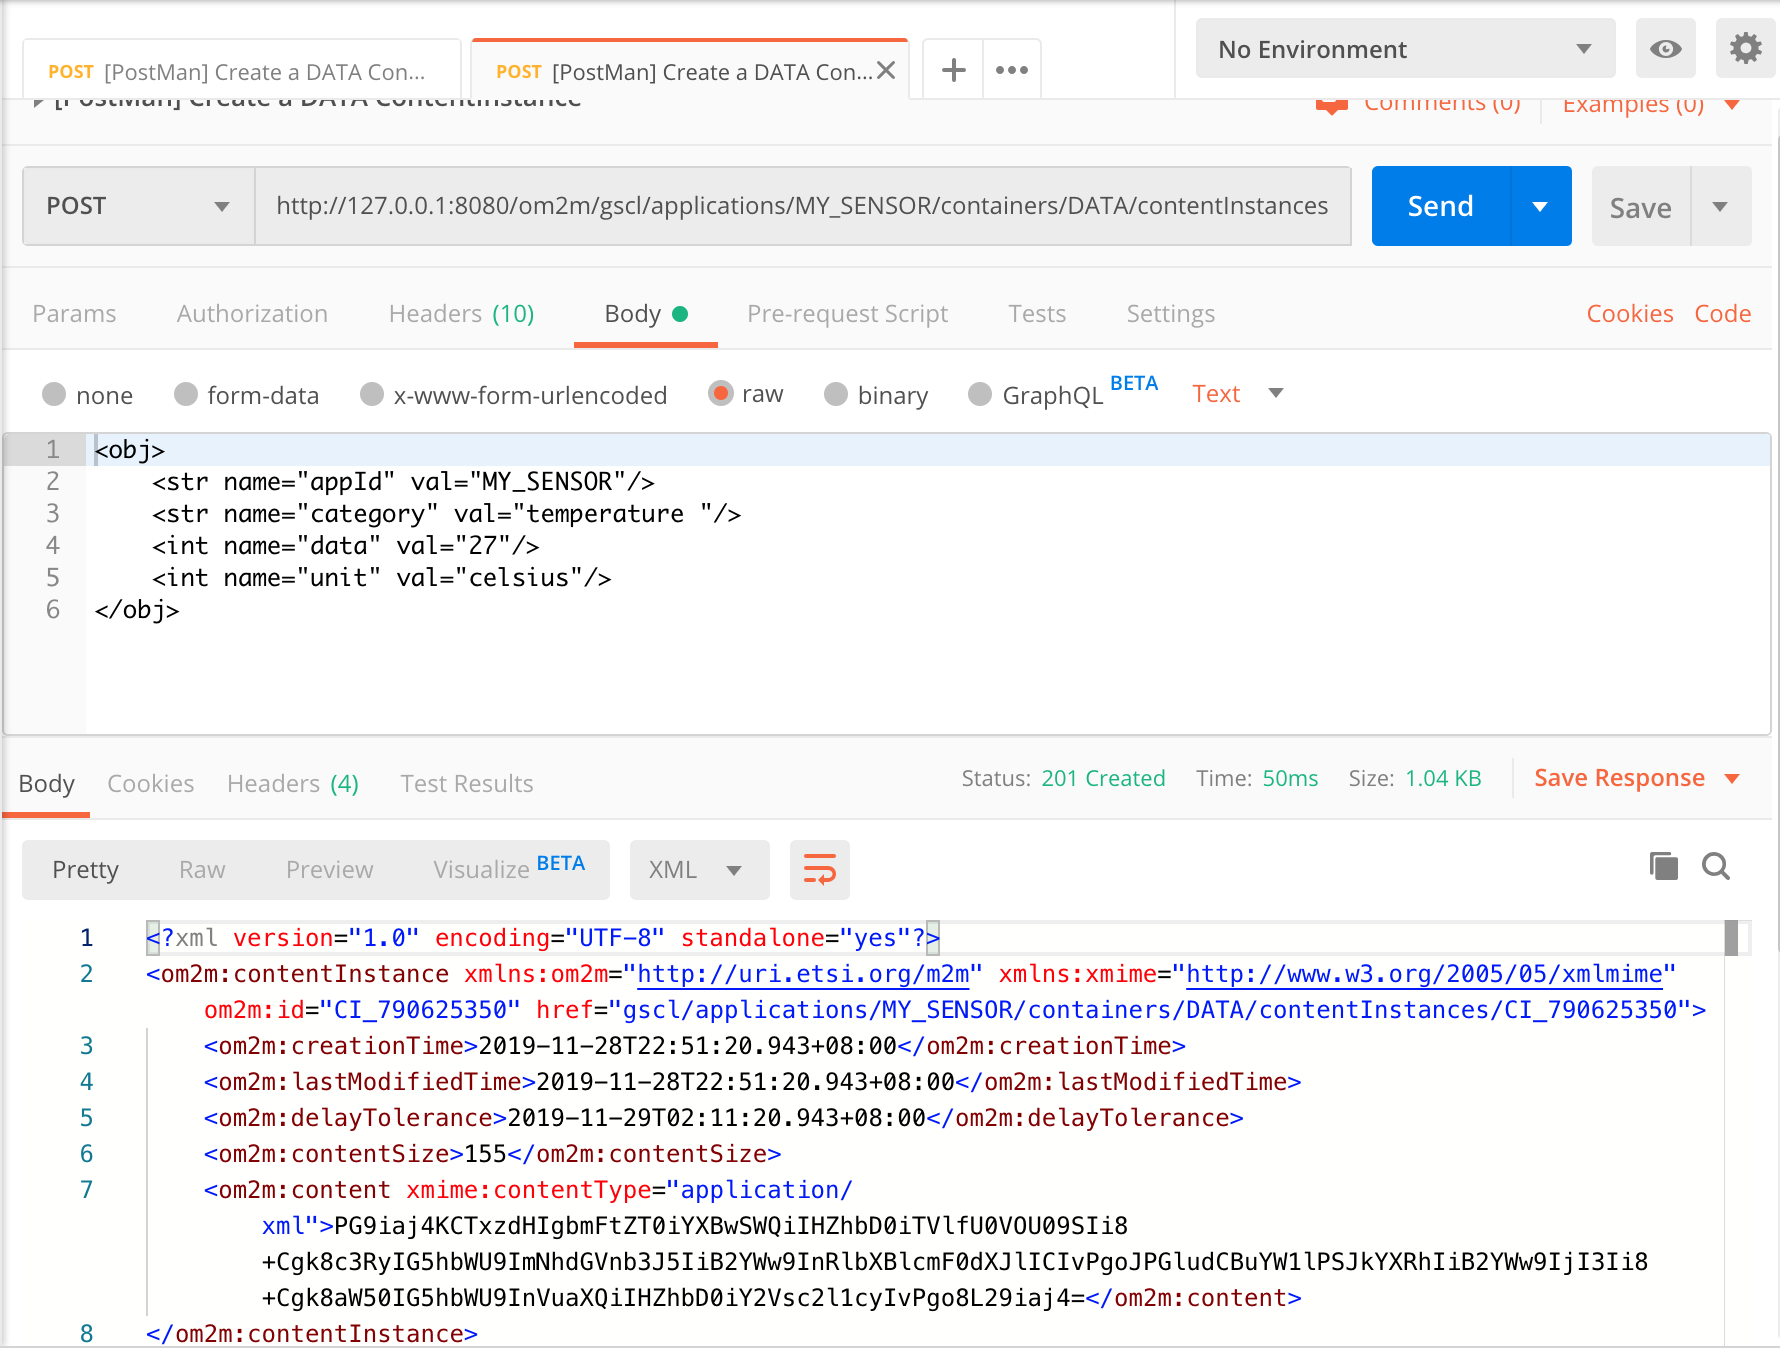 POST [PostMan] Create a DATA Con...
POST [PostMan] Create a DATA Con...
No Environment
[PostMan] Create a DATA ContentInstance
Comments (0)
Examples (0)
POST
http://127.0.0.1:8080/om2m/gscl/applications/MY_SENSOR/containers/DATA/contentInstances
Send
Save
Params
Authorization
Headers (10)
Body
Pre-request Script
Tests
Settings
Cookies
Code
none
form-data
x-www-form-urlencoded
raw
binary
GraphQL BETA
Text
1 <obj>
2 <str name="appId" val="MY_SENSOR"/>
3 <str name="category" val="temperature "/>
4 <int name="data" val="27"/>
5 <int name="unit" val="celsius"/>
6 </obj>
Body
Cookies
Headers (4)
Test Results
Status: 201 Created
Time: 50ms
Size: 1.04 KB
Save Response
Pretty
Raw
Preview
Visualize BETA
XML
1 <?xml version="1.0" encoding="UTF-8" standalone="yes"?>
2 <om2m:contentInstance xmlns:om2m="http://uri.etsi.org/m2m" xmlns:xmime="http://www.w3.org/2005/05/xmlmime"
om2m:id="CI_790625350" href="gscl/applications/MY_SENSOR/containers/DATA/contentInstances/CI_790625350">
3 <om2m:creationTime>2019-11-28T22:51:20.943+08:00</om2m:creationTime>
4 <om2m:lastModifiedTime>2019-11-28T22:51:20.943+08:00</om2m:lastModifiedTime>
5 <om2m:delayTolerance>2019-11-29T02:11:20.943+08:00</om2m:delayTolerance>
6 <om2m:contentSize>155</om2m:contentSize>
7 <om2m:content xmime:contentType="application/
xml">PG9iaj4KCTxzdHIgbmFtZT0iYXBwSWQiIHZhbD0iTVlfU0VOU09SIi8
+Cgk8c3RyIG5hbWU9ImNhdGVnb3J5IiB2YWw9InRlbXBlcmF0dXJlICIvPgoJPGludCBuYW1lPSJkYXRhIiB2YWw9IjI3Ii8
+Cgk8aW50IG5hbWU9InVuaXQiIHZhbD0iY2Vsc2l1cyIvPgo8L29iaj4=</om2m:content>
8 </om2m:contentInstance>